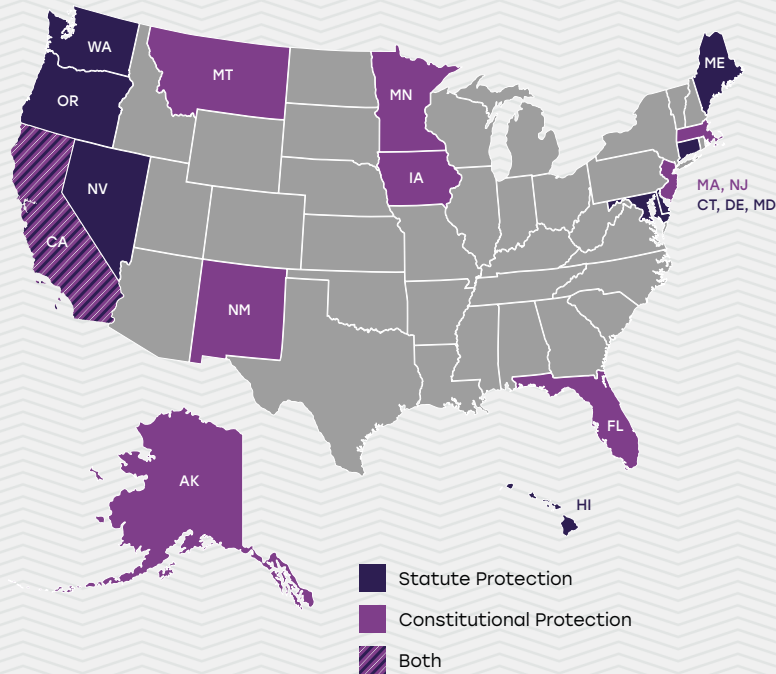 WA
ME
MT
MN
OR
IA
MA, NJ
NV
CT, DE, MD
CA
NM
FL
AK
HI
Statute Protection
Constitutional Protection
Both